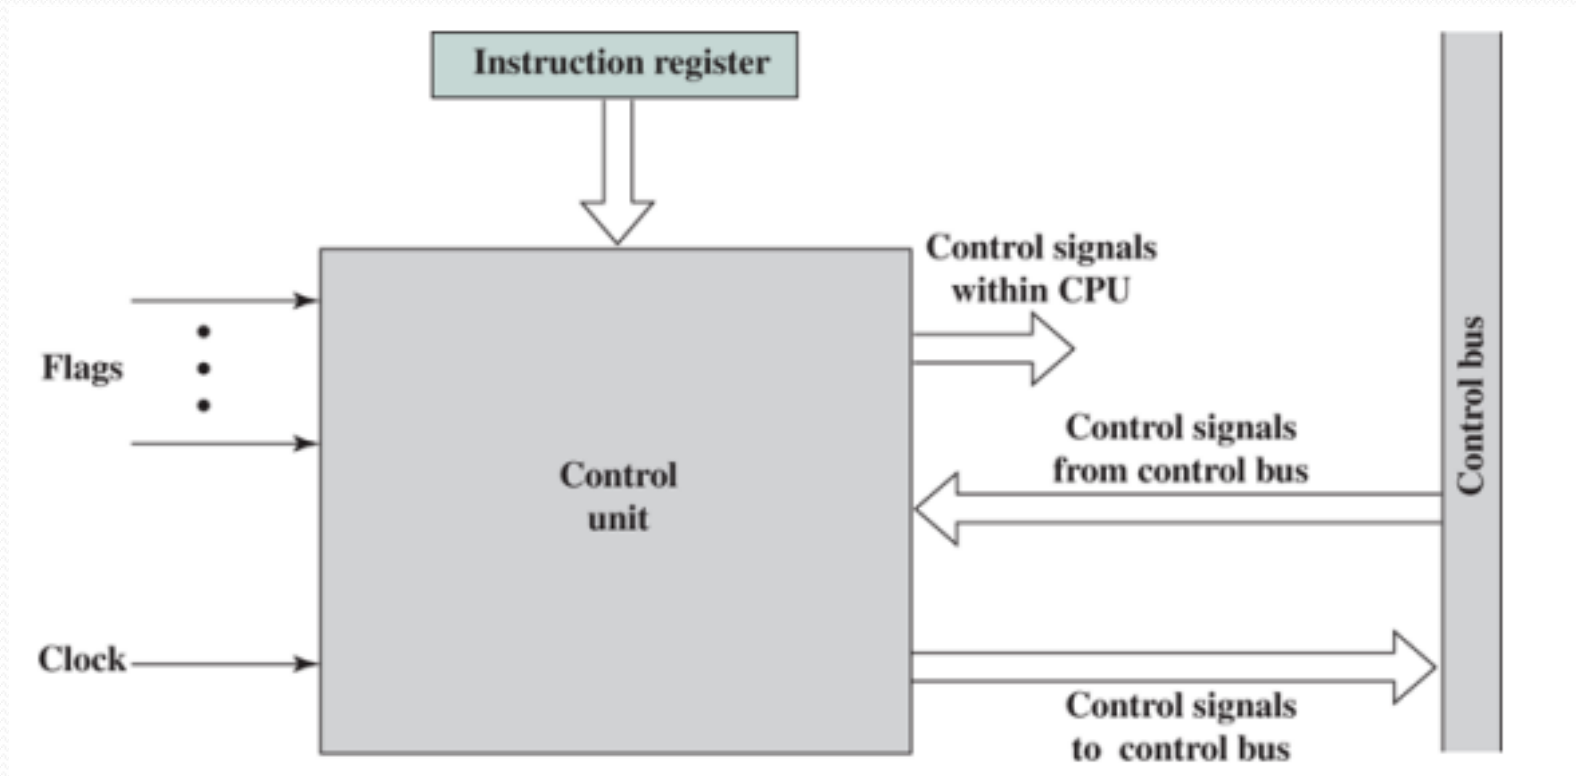 Instruction register
Control signals
within CPU
Flags
Control signals
from control bus
Control bus
Control
unit
Clock
Control signals
to control bus